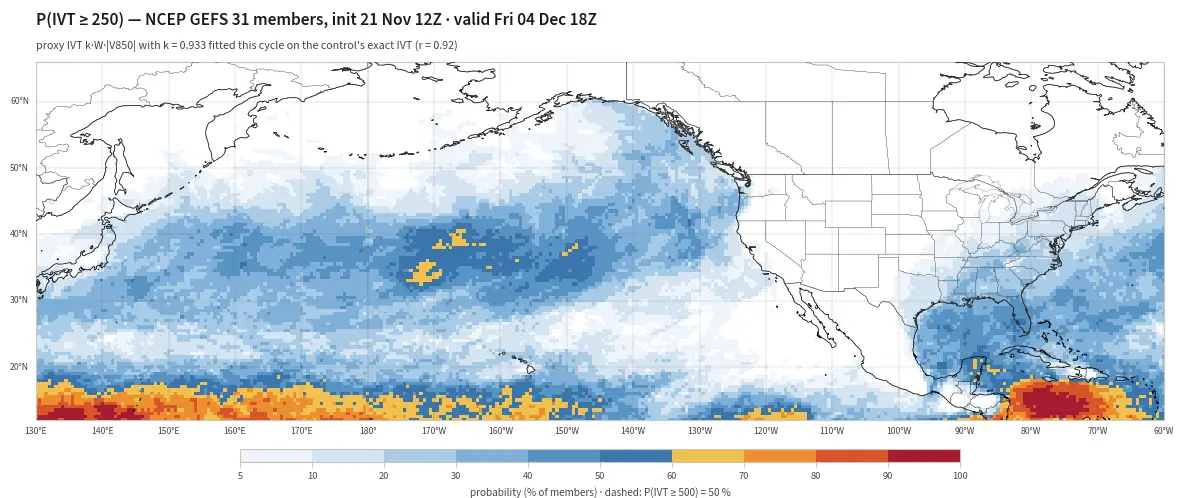 P(IVT ≥ 250) — NCEP GEFS 31 members, init 21 Nov 12Z · valid Fri 04 Dec 18Z
proxy IVT k·W·|V850| with k = 0.933 fitted this cycle on the control's exact IVT (r = 0.92)
60°N
50°N
40°N
30°N
20°N
130°E 140°E 150°E 160°E 170°E 180° 170°W 160°W 150°W 140°W 130°W 120°W 110°W 100°W 90°W 80°W 70°W 60°W
5 10 20 30 40 50 60 70 80 90 100
probability (% of members) · dashed: P(IVT ≥ 500) = 50 %